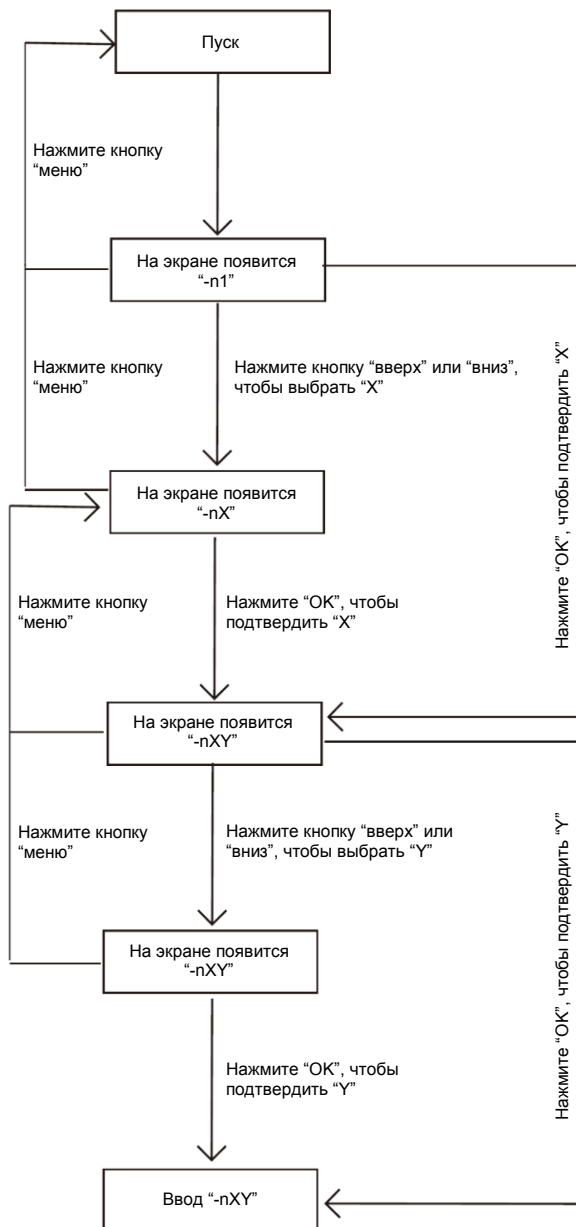 Пуск
Нажмите кнопку
“меню”
На экране появится
“-n1”
Нажмите кнопку
“меню”
Нажмите кнопку “вверх” или “вниз”,
чтобы выбрать “X”
Нажмите “OK”, чтобы подтвердить “X”
На экране появится
“-nX”
Нажмите кнопку
“меню”
Нажмите “OK”, чтобы
подтвердить “X”
На экране появится
“-nXY”
Нажмите кнопку
“меню”
Нажмите кнопку “вверх” или
“вниз”, чтобы выбрать “Y”
Нажмите “OK”, чтобы подтвердить “Y”
На экране появится
“-nXY”
Нажмите “OK”, чтобы
подтвердить “Y”
Ввод “-nXY”